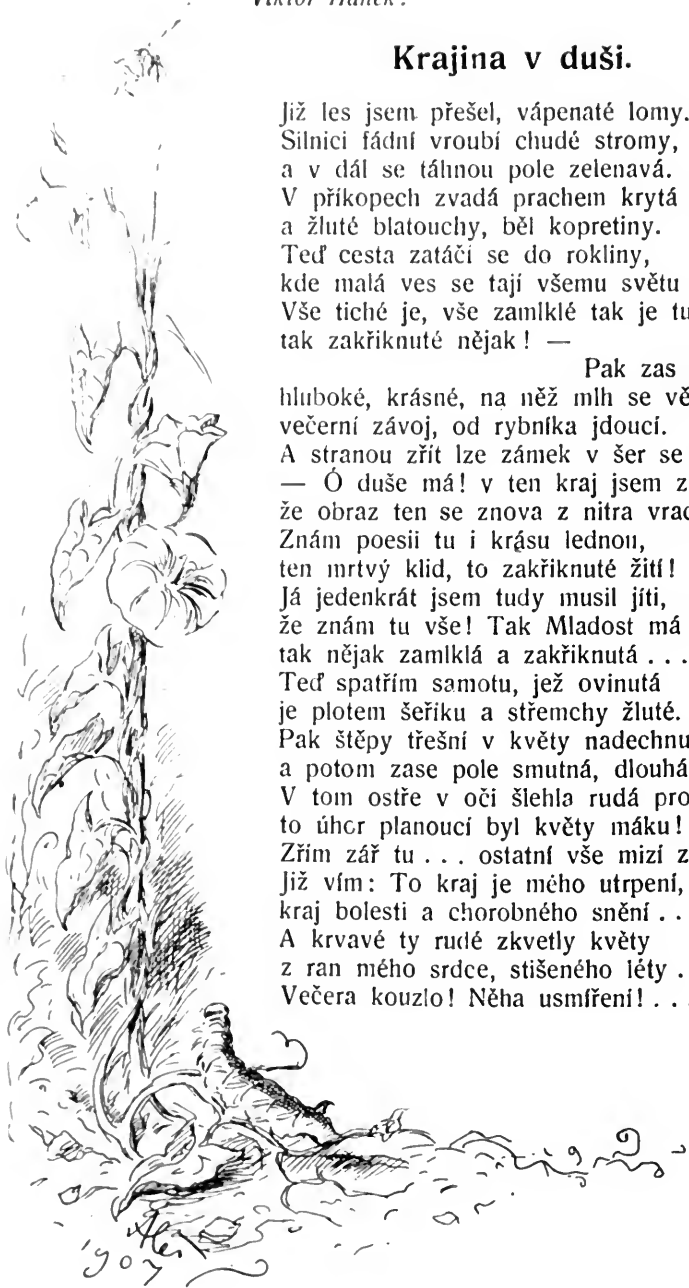 Viktor Hánek:
Krajina v duši.
Již les jsem přešel, vápenaté lomy.
Silnici fádní vroubí chudé stromy,
a v dál se táhnou pole zelenavá.
V příkopech zvadá prachem krytá
a žluté blatouchy, běl kopretiny.
Teď cesta zatáčí se do rokliny,
kde malá ves se tají všemu světu
Vše tiché je, vše zamlklé tak je tu
tak zakřiknuté nějak! —
Pak zas
hluboké, krásné, na něž mlh se vě
večerní závoj, od rybníka jdoucí.
A stranou zřít lze zámek v šer se
— Ó duše má! v ten kraj jsem z
že obraz ten se znova z nitra vrac
Znám poesii tu i krásu lednou,
ten mrtvý klid, to zakřiknuté žití!
Já jedenkrát jsem tudy musil jíti,
že znám tu vše! Tak Mladost má
tak nějak zamlklá a zakřiknutá . . .
Teď spatřím samotu, jež ovinutá
je plotem šeříku a střemchy žluté.
Pak štěpy třešní v květy nadechnu
a potom zase pole smutná, dlouhá
V tom ostře v oči šlehla rudá pro
to úhor planoucí byl květy máku!
Zřím zář tu . . . ostatní vše mizí z
Již vím: To kraj je mého utrpení,
kraj bolesti a chorobného snění . .
A krvavé ty rudé zkvetly květy
z ran mého srdce, stišeného léty .
Večera kouzlo! Něha usmíření! . . .
1907